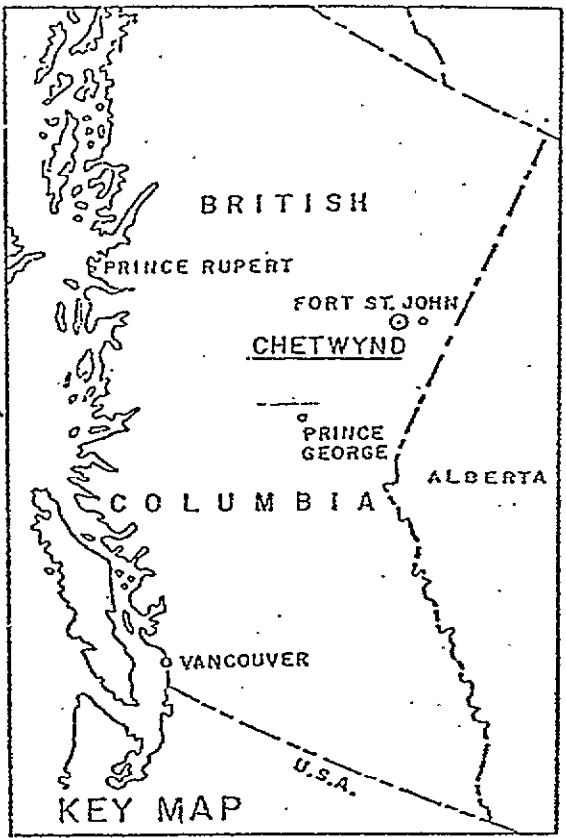 BRITISH
PRINCE RUPERT
FORT ST. JOHN
CHETWYND
PRINCE
GEORGE
ALBERTA
COLUMBIA
VANCOUVER
U.S.A.
KEY MAP